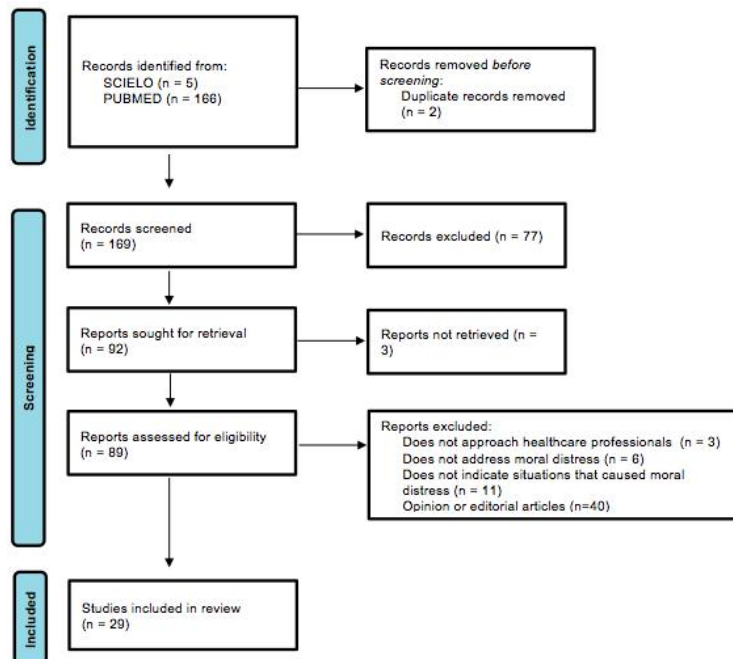 Identification
Records identified from:
SCIELO (n = 5)
PUBMED (n = 166)
Records removed before
screening:
Duplicate records removed
(n = 2)
Screening
Records screened
(n = 169)
Records excluded (n = 77)
Reports sought for retrieval
(n = 92)
Reports not retrieved (n =
3)
Reports assessed for eligibility
(n = 89)
Reports excluded:
Does not approach healthcare professionals (n = 3)
Does not address moral distress (n = 6)
Does not indicate situations that caused moral
distress (n = 11)
Opinion or editorial articles (n=40)
Included
Studies included in review
(n = 29)